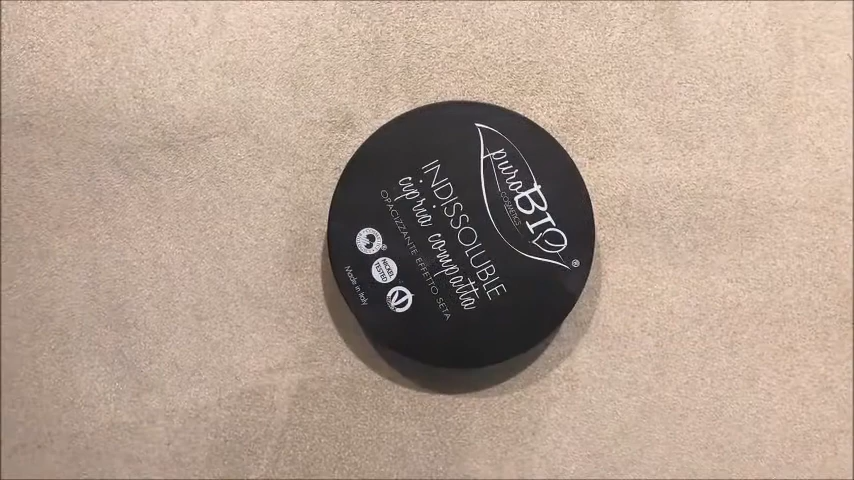 puroBIO
COSMETICS
®
INDISSOLUBLE
cipria compatta
OPACIZZANTE EFFETTO SETA
®
NICKEL
TESTED
Made in Italy